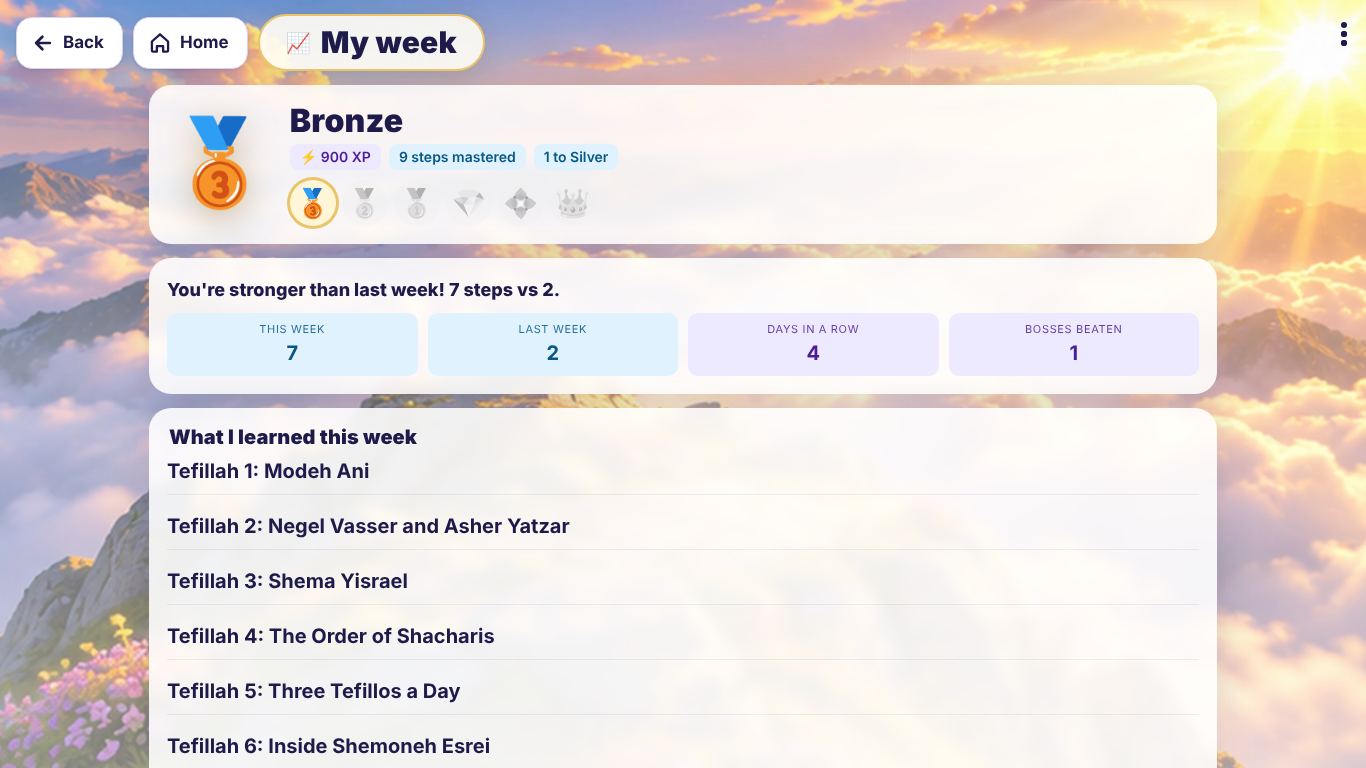 Back
Home
My week
Bronze
⚡ 900 XP
9 steps mastered
1 to Silver
You're stronger than last week! 7 steps vs 2.
THIS WEEK
7
LAST WEEK
2
DAYS IN A ROW
4
BOSSES BEATEN
1
What I learned this week
Tefillah 1: Modeh Ani
Tefillah 2: Negel Vasser and Asher Yatzar
Tefillah 3: Shema Yisrael
Tefillah 4: The Order of Shacharis
Tefillah 5: Three Tefillos a Day
Tefillah 6: Inside Shemoneh Esrei